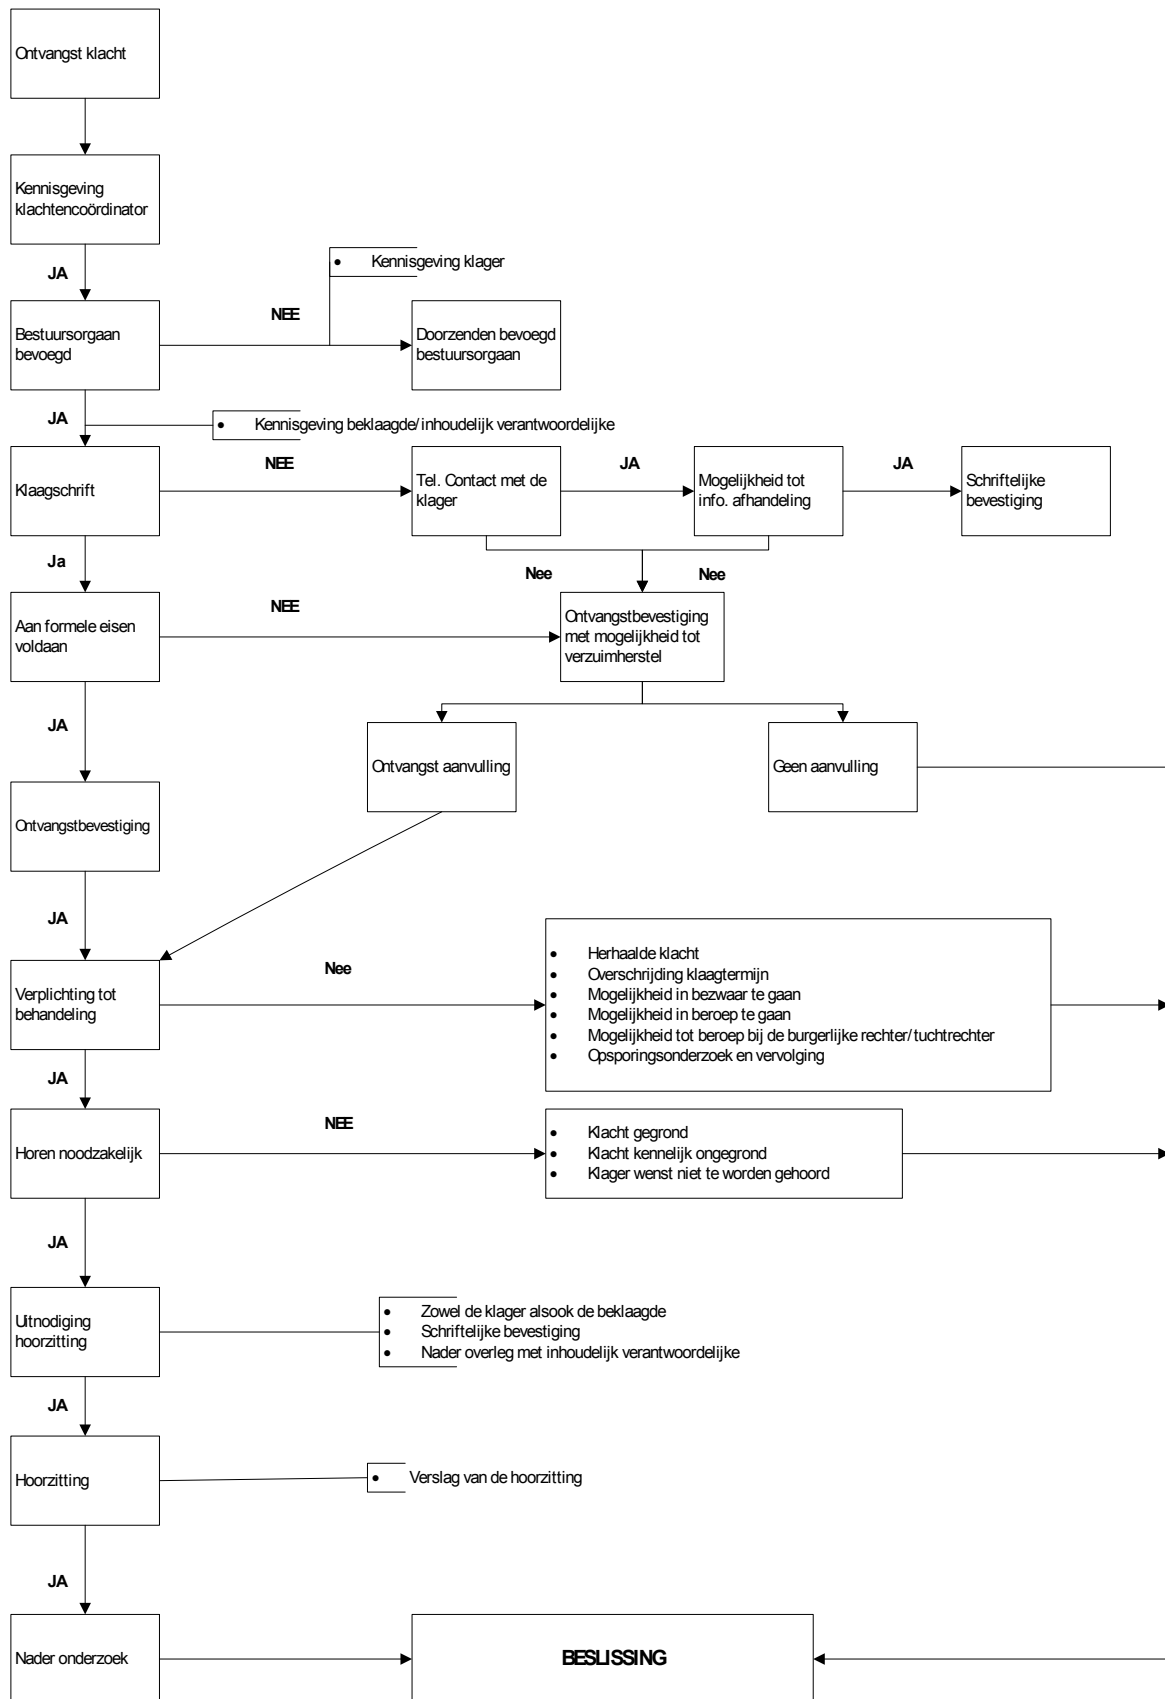 Ontvangst klacht
Kennisgeving
klachtencoördinator
JA
• Kennisgeving klager
NEE
Bestuursorgaan
bevoegd
Doorzenden bevoegd
bestuursorgaan
JA
• Kennisgeving beklaagde/ inhoudelijk verantwoordelijke
Klaagschrift
NEE
Tel. Contact met de
klager
JA
Mogelijkheid tot
info. afhandeling
JA
Schriftelijke
bevestiging
Ja
Nee
Nee
Aan formele eisen
voldaan
NEE
Ontvangstbevestiging
met mogelijkheid tot
verzuimherstel
JA
Ontvangst aanvulling
Geen aanvulling
Ontvangstbevestiging
JA
Verplichting tot
behandeling
Nee
• Herhaalde klacht
• Overschrijding klaagtermijn
• Mogelijkheid in bezwaar te gaan
• Mogelijkheid in beroep te gaan
• Mogelijkheid tot beroep bij de burgerlijke rechter/ tuchtrechter
• Opsporingsonderzoek en vervolging
JA
Horen noodzakelijk
NEE
• Klacht gegrond
• Klacht kennelijk ongegrond
• Klager wenst niet te worden gehoord
JA
Uitnodiging
hoorzitting
• Zowel de klager alsook de beklaagde
• Schriftelijke bevestiging
• Nader overleg met inhoudelijk verantwoordelijke
JA
Hoorzitting
• Verslag van de hoorzitting
JA
Nader onderzoek
BESLISSING